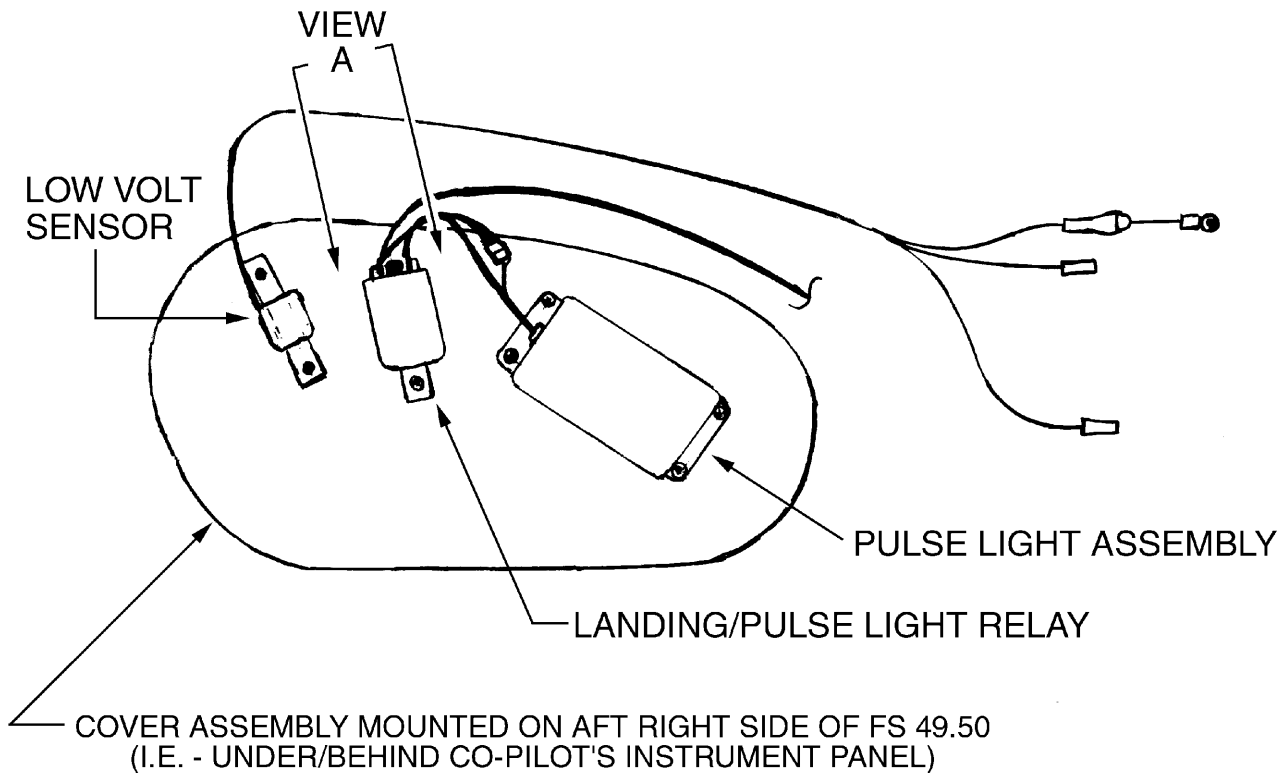 VIEW
A
LOW VOLT
SENSOR
PULSE LIGHT ASSEMBLY
LANDING/PULSE LIGHT RELAY
COVER ASSEMBLY MOUNTED ON AFT RIGHT SIDE OF FS 49.50
(I.E. - UNDER/BEHIND CO-PILOT'S INSTRUMENT PANEL)